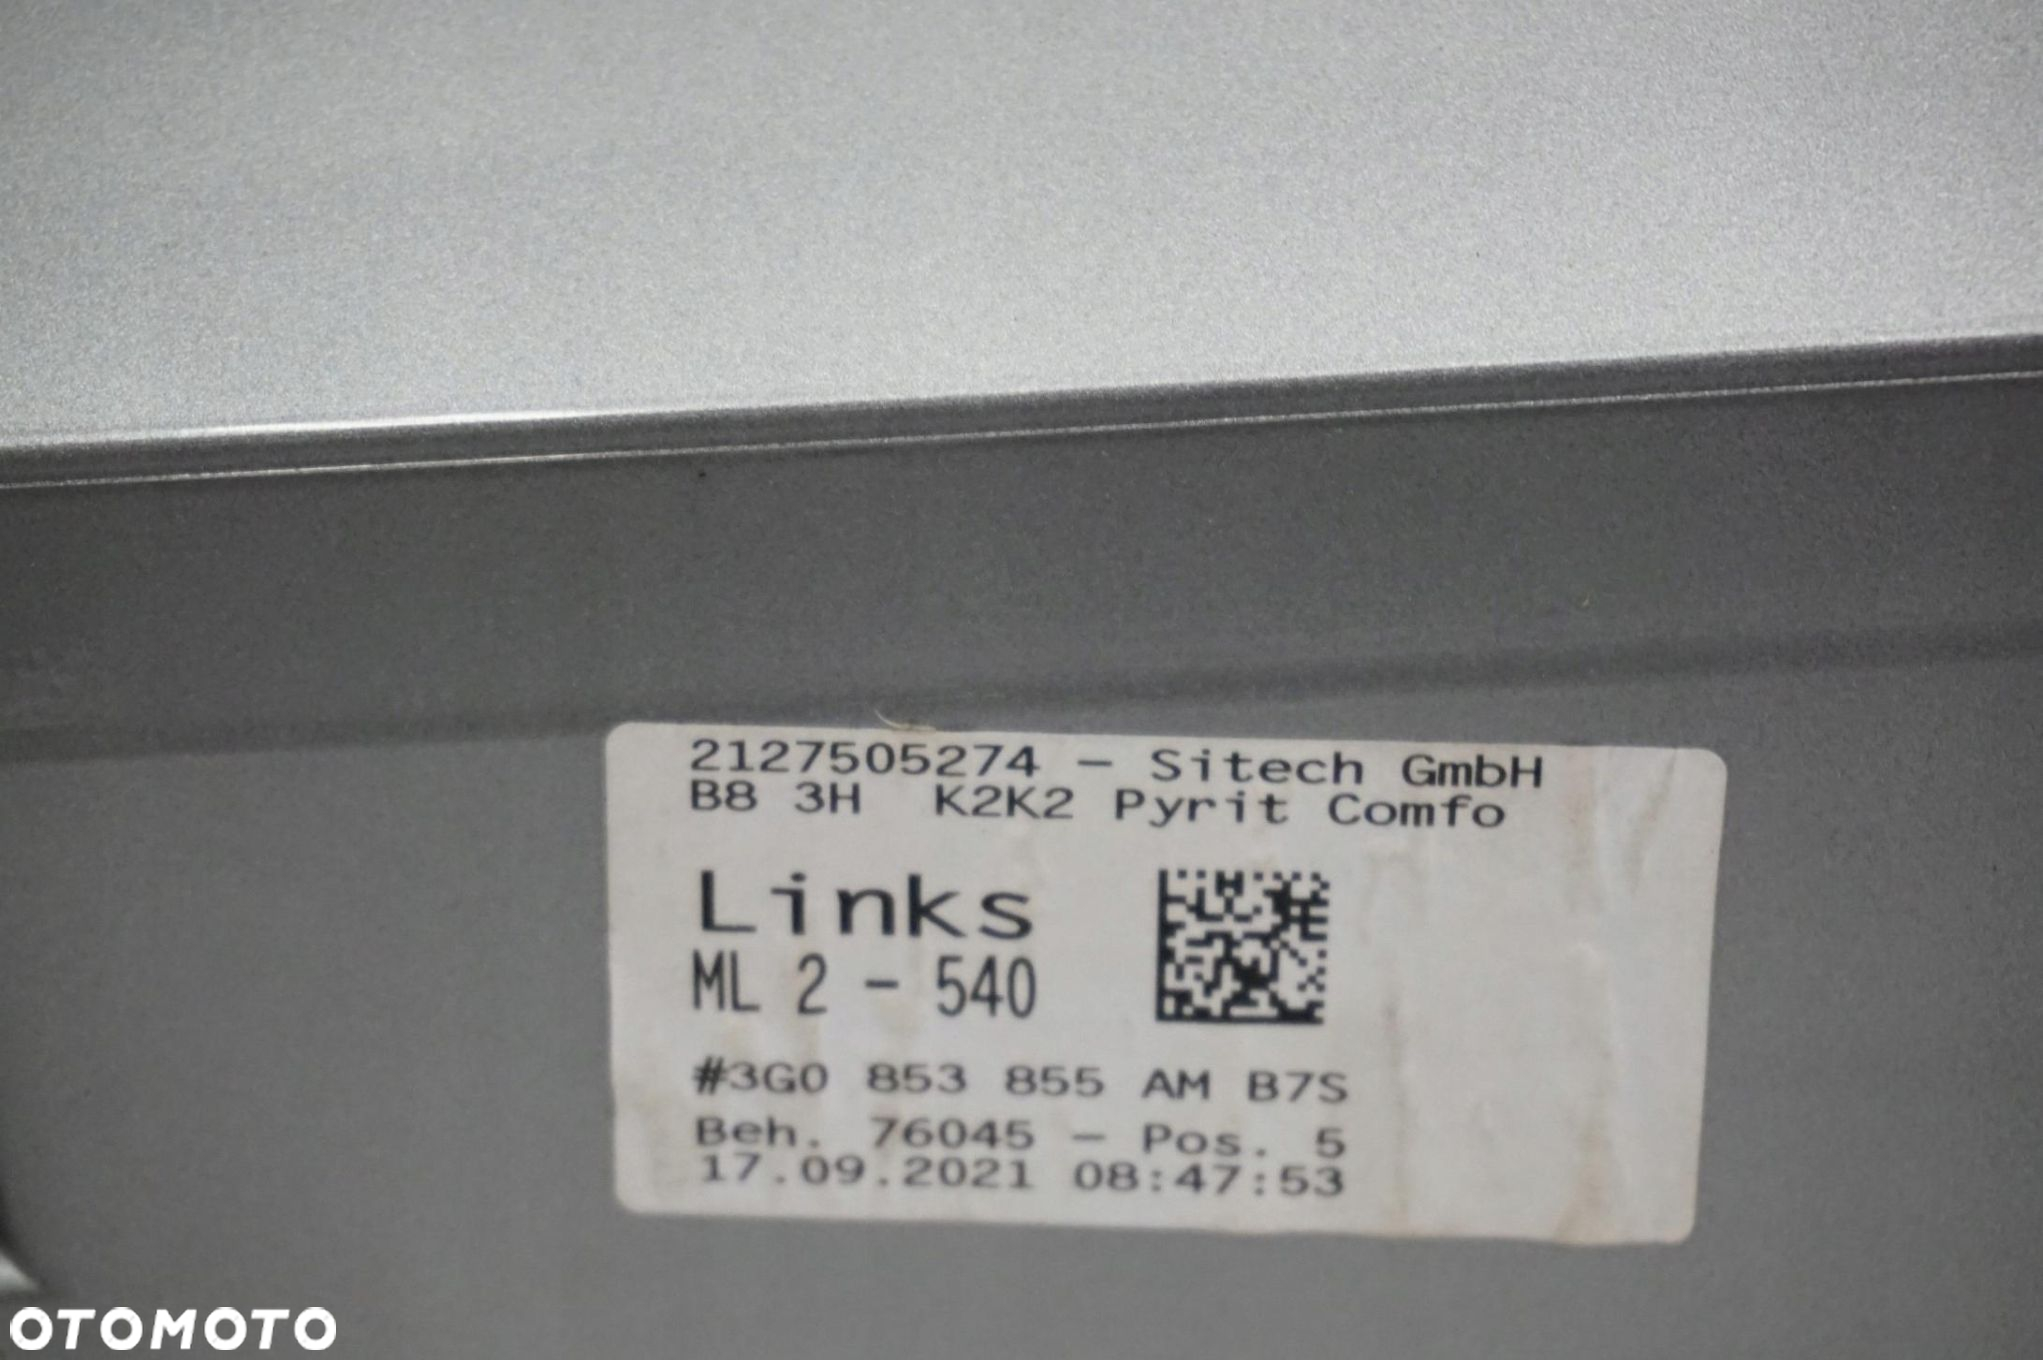 2127505274 - Sitech GmbH
B8 3H K2K2 Pyrit Comfo
Links
ML 2 - 540
#3G0 853 855 AM B7S
Beh. 76045 - Pos. 5
17.09.2021 08:47:53
OTOMOTO